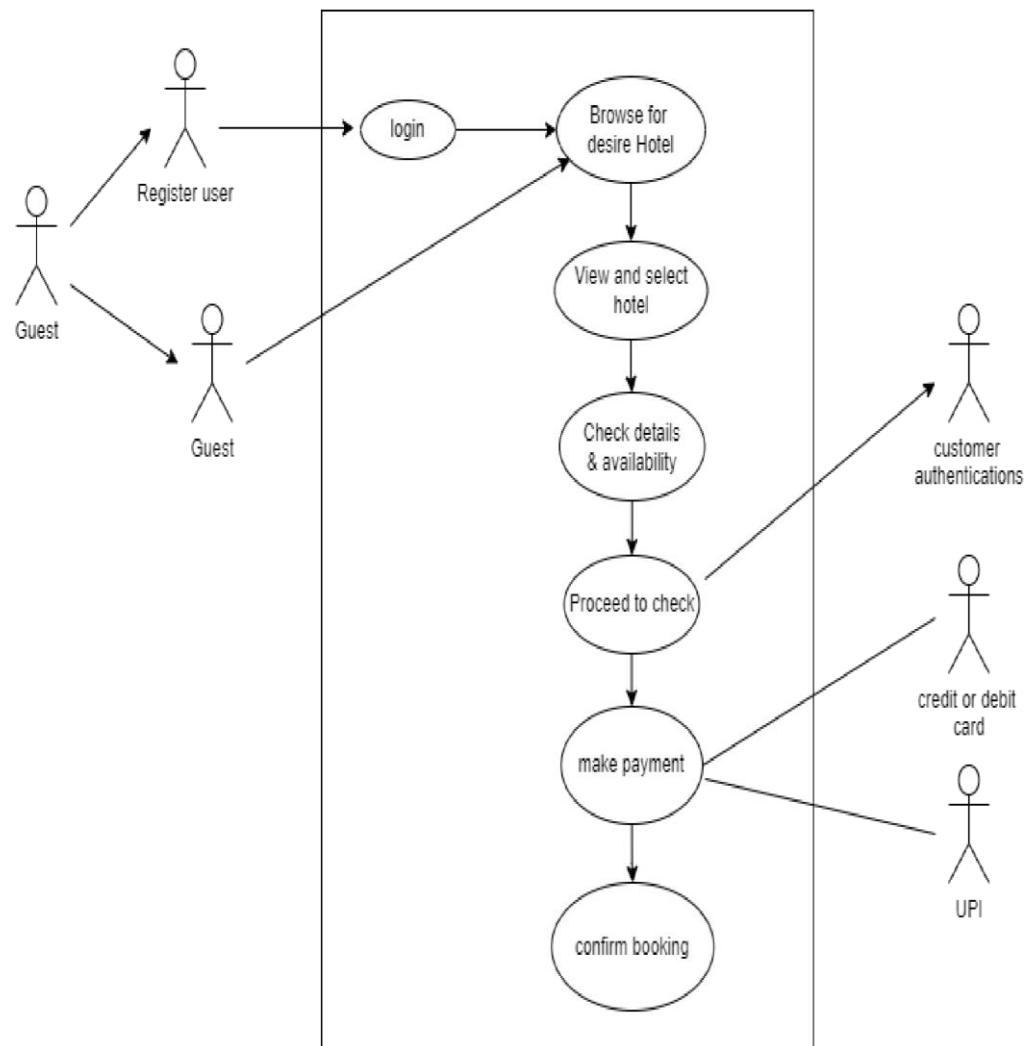 login
Browse for
desire Hotel
Register user
View and select
hotel
Guest
Guest
Check details
& availability
customer
authentications
Proceed to check
credit or debit
card
make payment
UPI
confirm booking